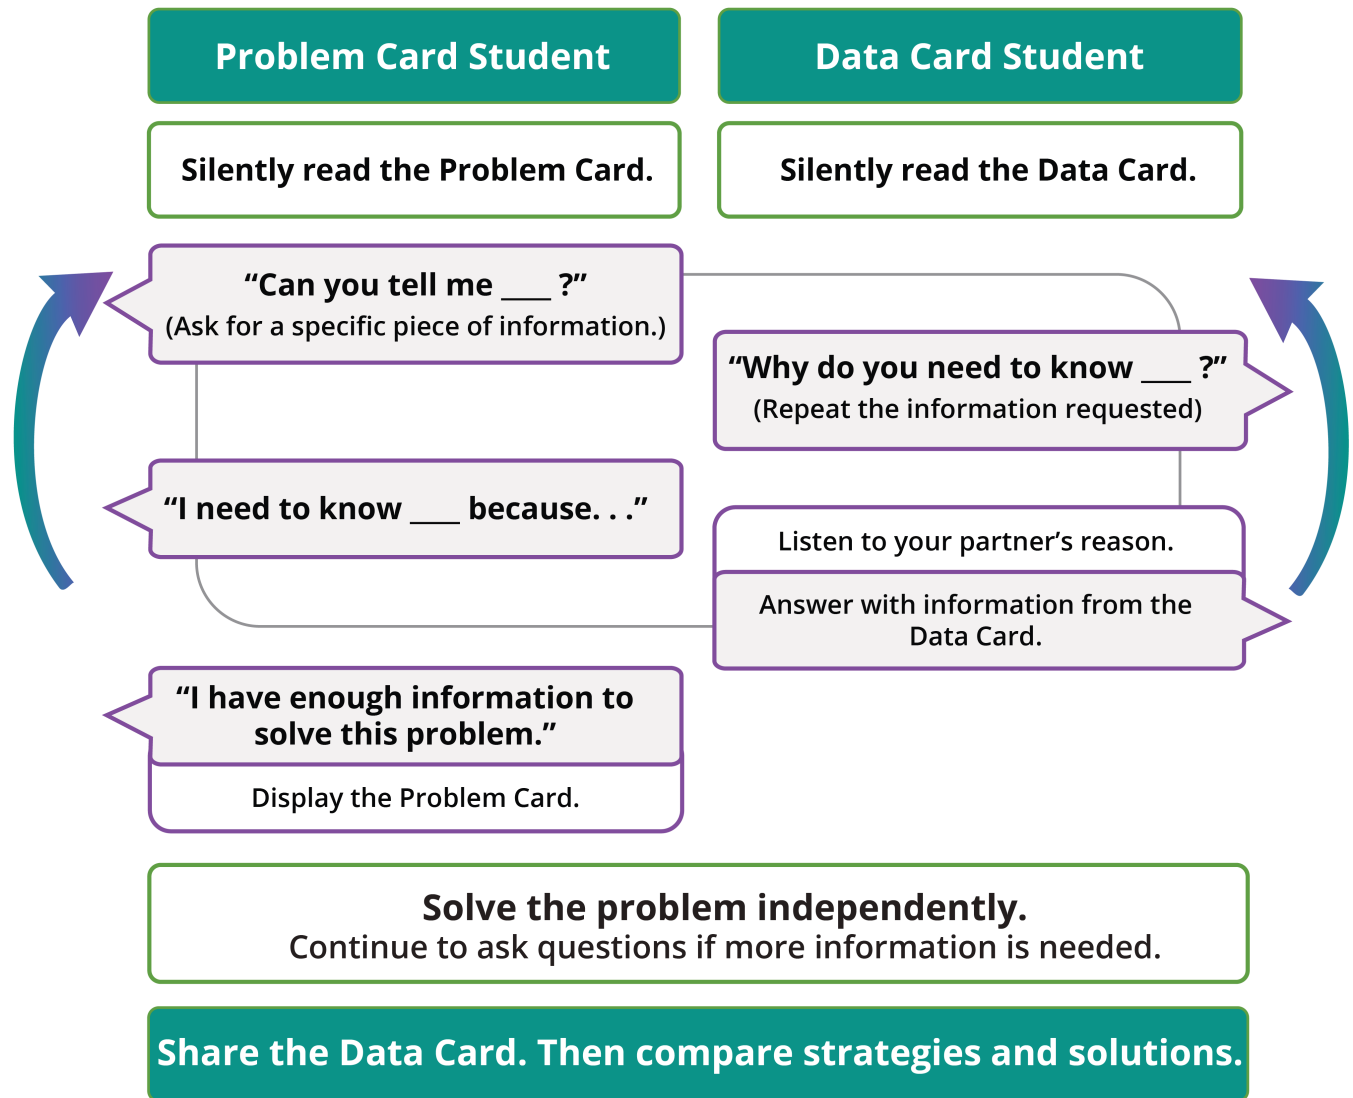 Problem Card Student
Data Card Student
Silently read the Problem Card.
Silently read the Data Card.
“Can you tell me ____ ?”
(Ask for a specific piece of information.)
“Why do you need to know ____ ?”
(Repeat the information requested)
“I need to know ____ because. . .”
Listen to your partner’s reason.
Answer with information from the
Data Card.
“I have enough information to
solve this problem.”
Display the Problem Card.
Solve the problem independently.
Continue to ask questions if more information is needed.
Share the Data Card. Then compare strategies and solutions.